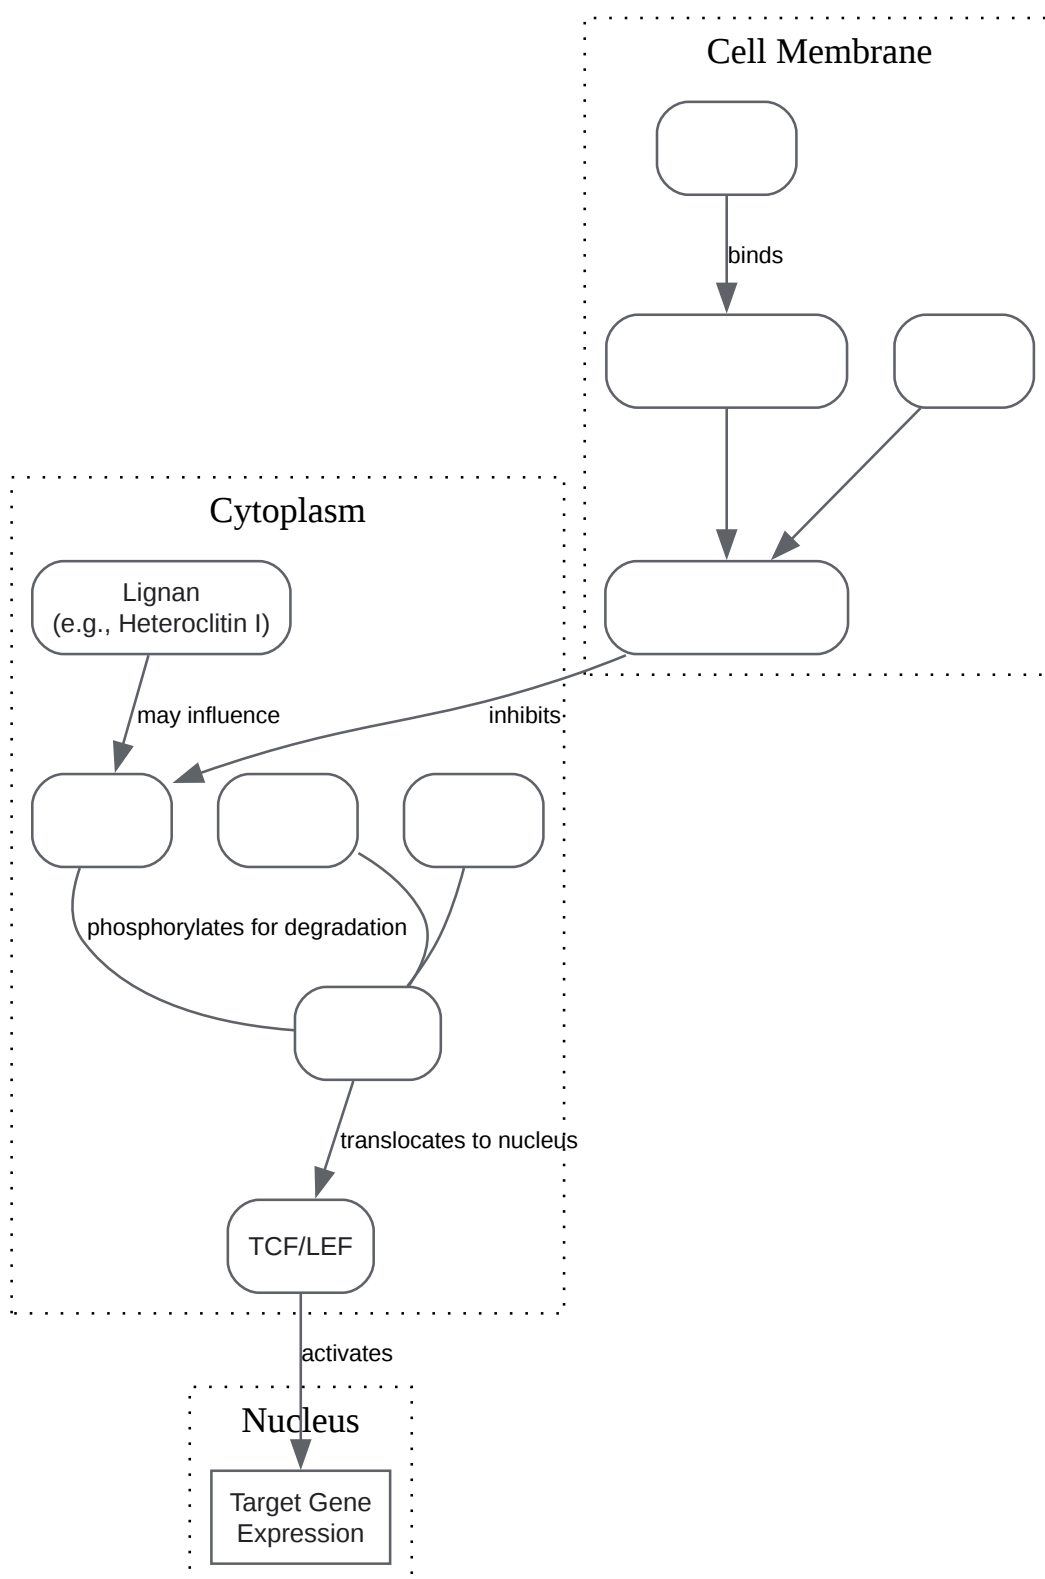 Cell Membrane
binds
Cytoplasm
Lignan
(e.g., Heteroclitin I)
may influence
inhibits
phosphorylates for degradation
translocates to nucleus
TCF/LEF
activates
Nucleus
Target Gene
Expression